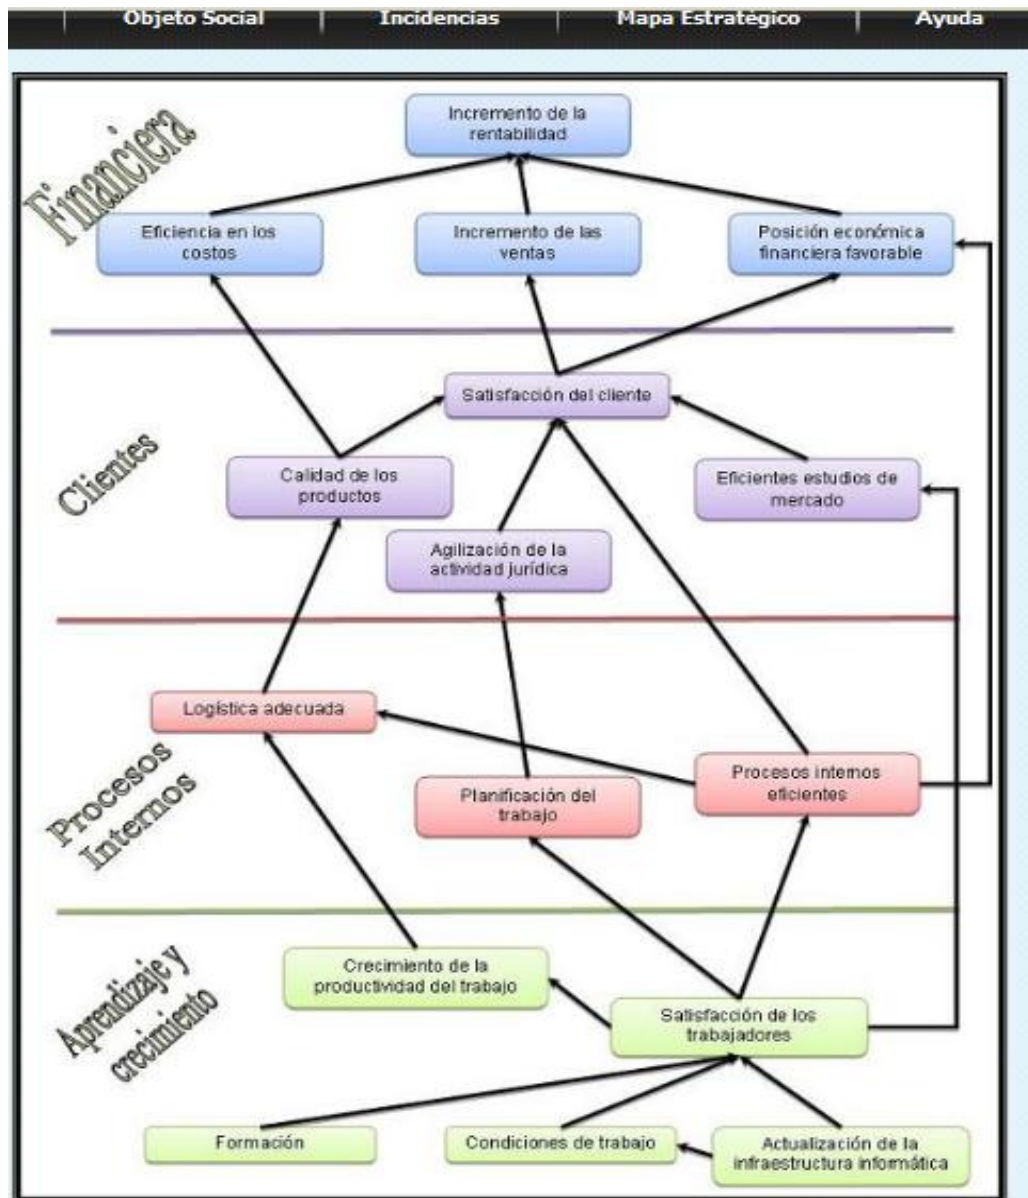 Objeto Social
Incidencias
Mapa Estratégico
Ayuda
Financiera
Incremento de la
rentabilidad
Eficiencia en los
costos
Incremento de las
ventas
Posición económica
financiera favorable
Clientes
Satisfacción del cliente
Calidad de los
productos
Eficientes estudios de
mercado
Agilización de la
actividad jurídica
Procesos
Internos
Logística adecuada
Planificación del
trabajo
Procesos internos
eficientes
Aprendizaje y
crecimiento
Crecimiento de la
productividad del trabajo
Satisfacción de los
trabajadores
Formación
Condiciones de trabajo
Actualización de la
infraestructura informática